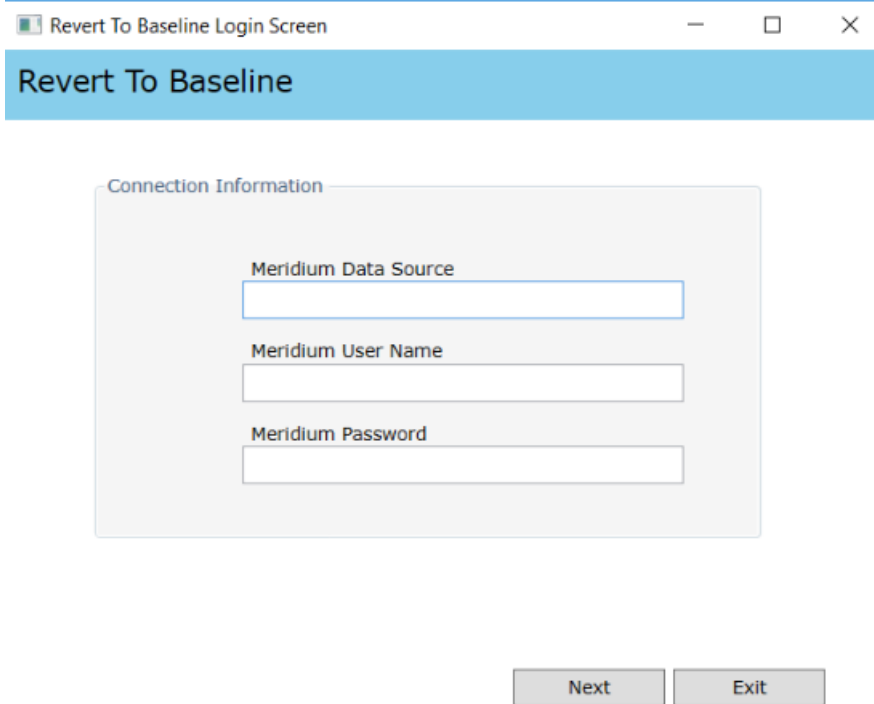 Revert To Baseline Login Screen
Revert To Baseline
Connection Information
Meridium Data Source
Meridium User Name
Meridium Password
Next Exit